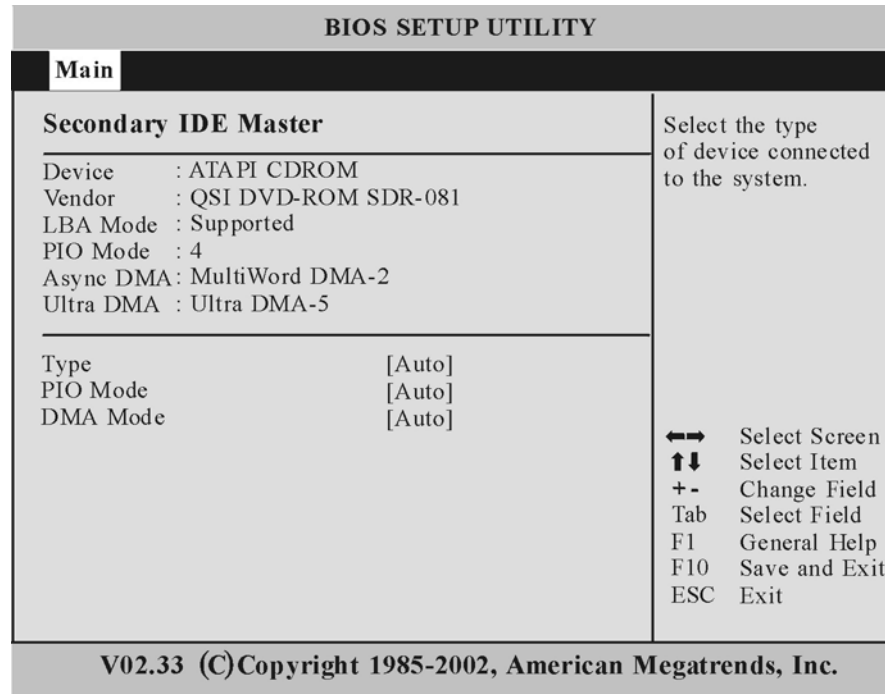 BIOS SETUP UTILITY
Main
Secondary IDE Master
Device : ATAPI CDROM
Vendor : QSI DVD-ROM SDR-081
LBA Mode : Supported
PIO Mode : 4
Async DMA : MultiWord DMA-2
Ultra DMA : Ultra DMA-5
Type [Auto]
PIO Mode [Auto]
DMA Mode [Auto]
Select the type
of device connected
to the system.
←→ Select Screen
↑↓ Select Item
+- Change Field
Tab Select Field
F1 General Help
F10 Save and Exit
ESC Exit
V02.33 (C)Copyright 1985-2002, American Megatrends, Inc.